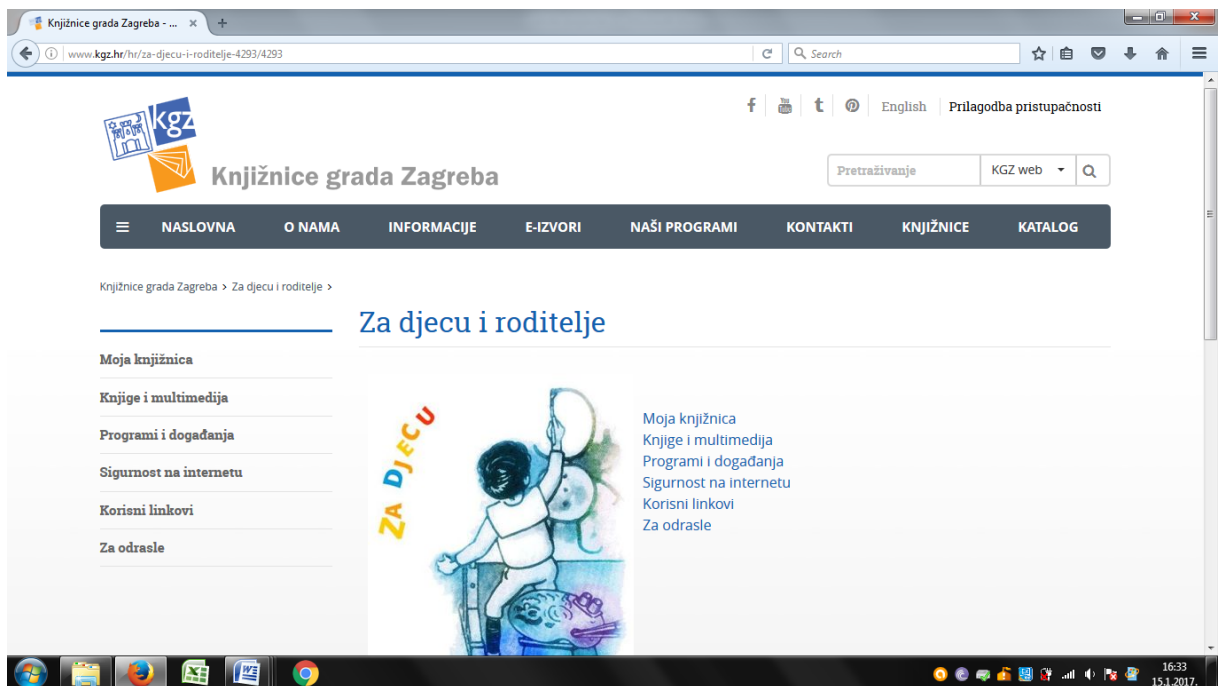 Knjižnice grada Zagreba - ... × +
www.kgz.hr/hr/za-djecu-i-roditelje-4293/4293
Search
kgz
Knjižnice grada Zagreba
f You Tube t English Prilagodba pristupačnosti
Pretraživanje KGZ web
NASLOVNA O NAMA INFORMACIJE E-IZVORI NAŠI PROGRAMI KONTAKTI KNJIŽNICE KATALOG
Knjižnice grada Zagreba > Za djecu i roditelje >
Za djecu i roditelje
Moja knjižnica
Knjige i multimedija
Programi i događanja
Sigurnost na internetu
Korisni linkovi
Za odrasle
ZA DJECU
Moja knjižnica
Knjige i multimedija
Programi i događanja
Sigurnost na internetu
Korisni linkovi
Za odrasle
16:33
15.1.2017.